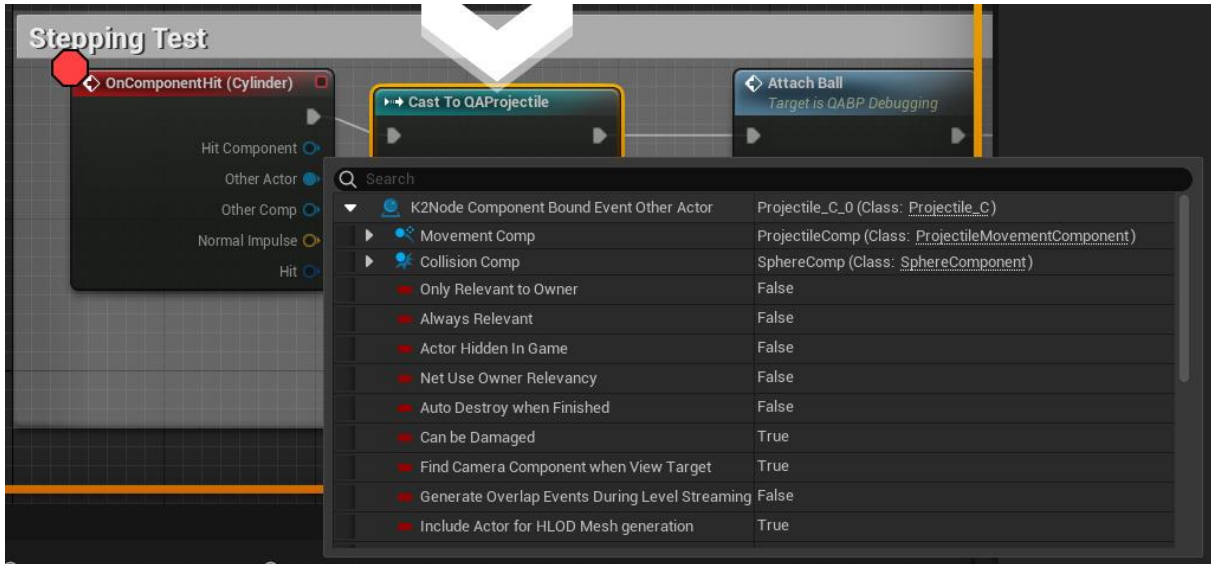 Stepping Test
OnComponentHit (Cylinder)
Hit Component
Other Actor
Other Comp
Normal Impulse
Hit
Cast To QAProjectile
Attach Ball
Target is QABP Debugging
Search
K2Node Component Bound Event Other Actor Projectile_C_0 (Class: Projectile_C)
Movement Comp ProjectileComp (Class: ProjectileMovementComponent)
Collision Comp SphereComp (Class: SphereComponent)
Only Relevant to Owner False
Always Relevant False
Actor Hidden In Game False
Net Use Owner Relevancy False
Auto Destroy when Finished False
Can be Damaged True
Find Camera Component when View Target True
Generate Overlap Events During Level Streaming False
Include Actor for HLOD Mesh generation True